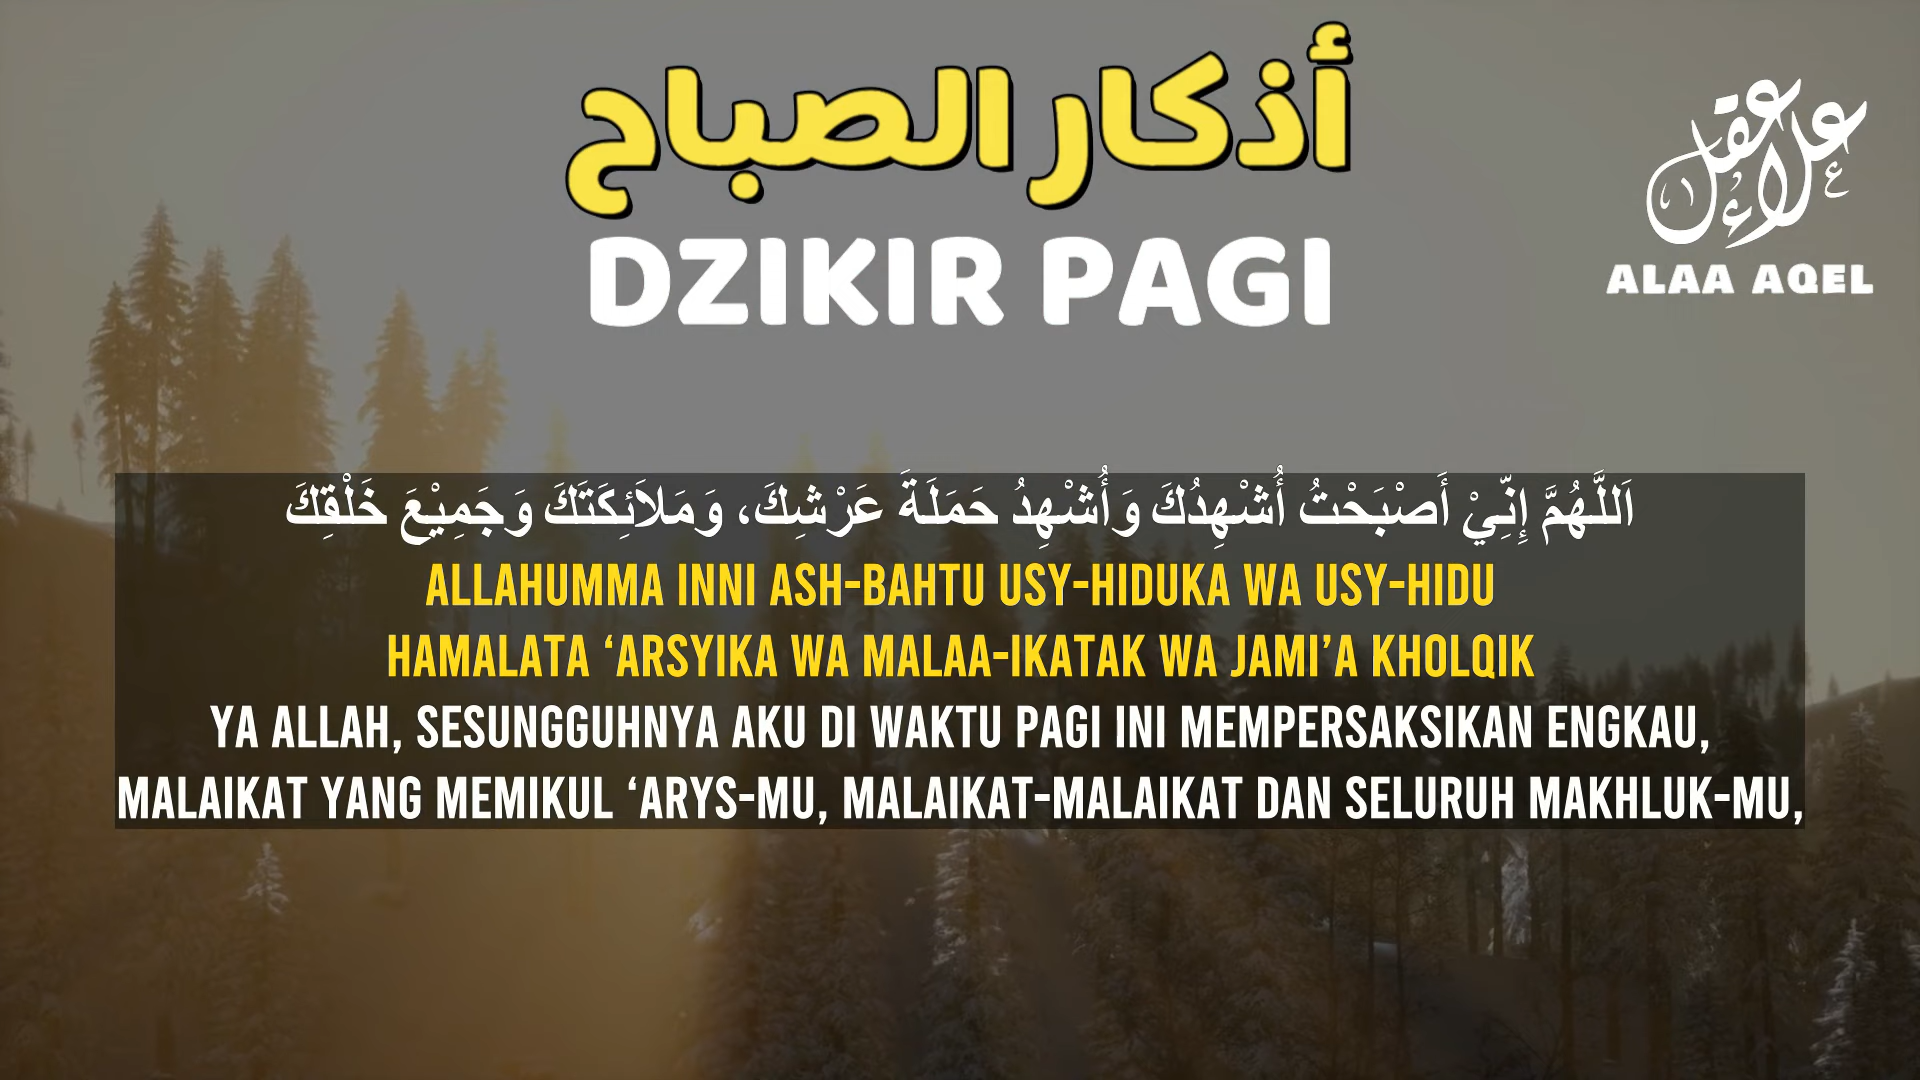 أذكار الصباح
DZIKIR PAGI
علاء عقل
ALAA AQEL
اَللَّهُمَّ إِنِّيْ أَصْبَحْتُ أُشْهِدُكَ وَأُشْهِدُ حَمَلَةَ عَرْشِكَ، وَمَلاَئِكَتَكَ وَجَمِيْعَ خَلْقِكَ
ALLAHUMMA INNI ASH-BAHTU USY-HIDUKA WA USY-HIDU
HAMALATA ‘ARSYIKA WA MALAA-IKATAK WA JAMI’A KHOLQIK
YA ALLAH, SESUNGGUHNYA AKU DI WAKTU PAGI INI MEMPERSAKSIKAN ENGKAU,
MALAIKAT YANG MEMIKUL ‘ARYS-MU, MALAIKAT-MALAIKAT DAN SELURUH MAKHLUK-MU,